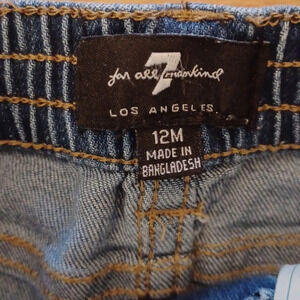 7
for all mankind
LOS ANGELES
12M
MADE IN
BANGLADESH